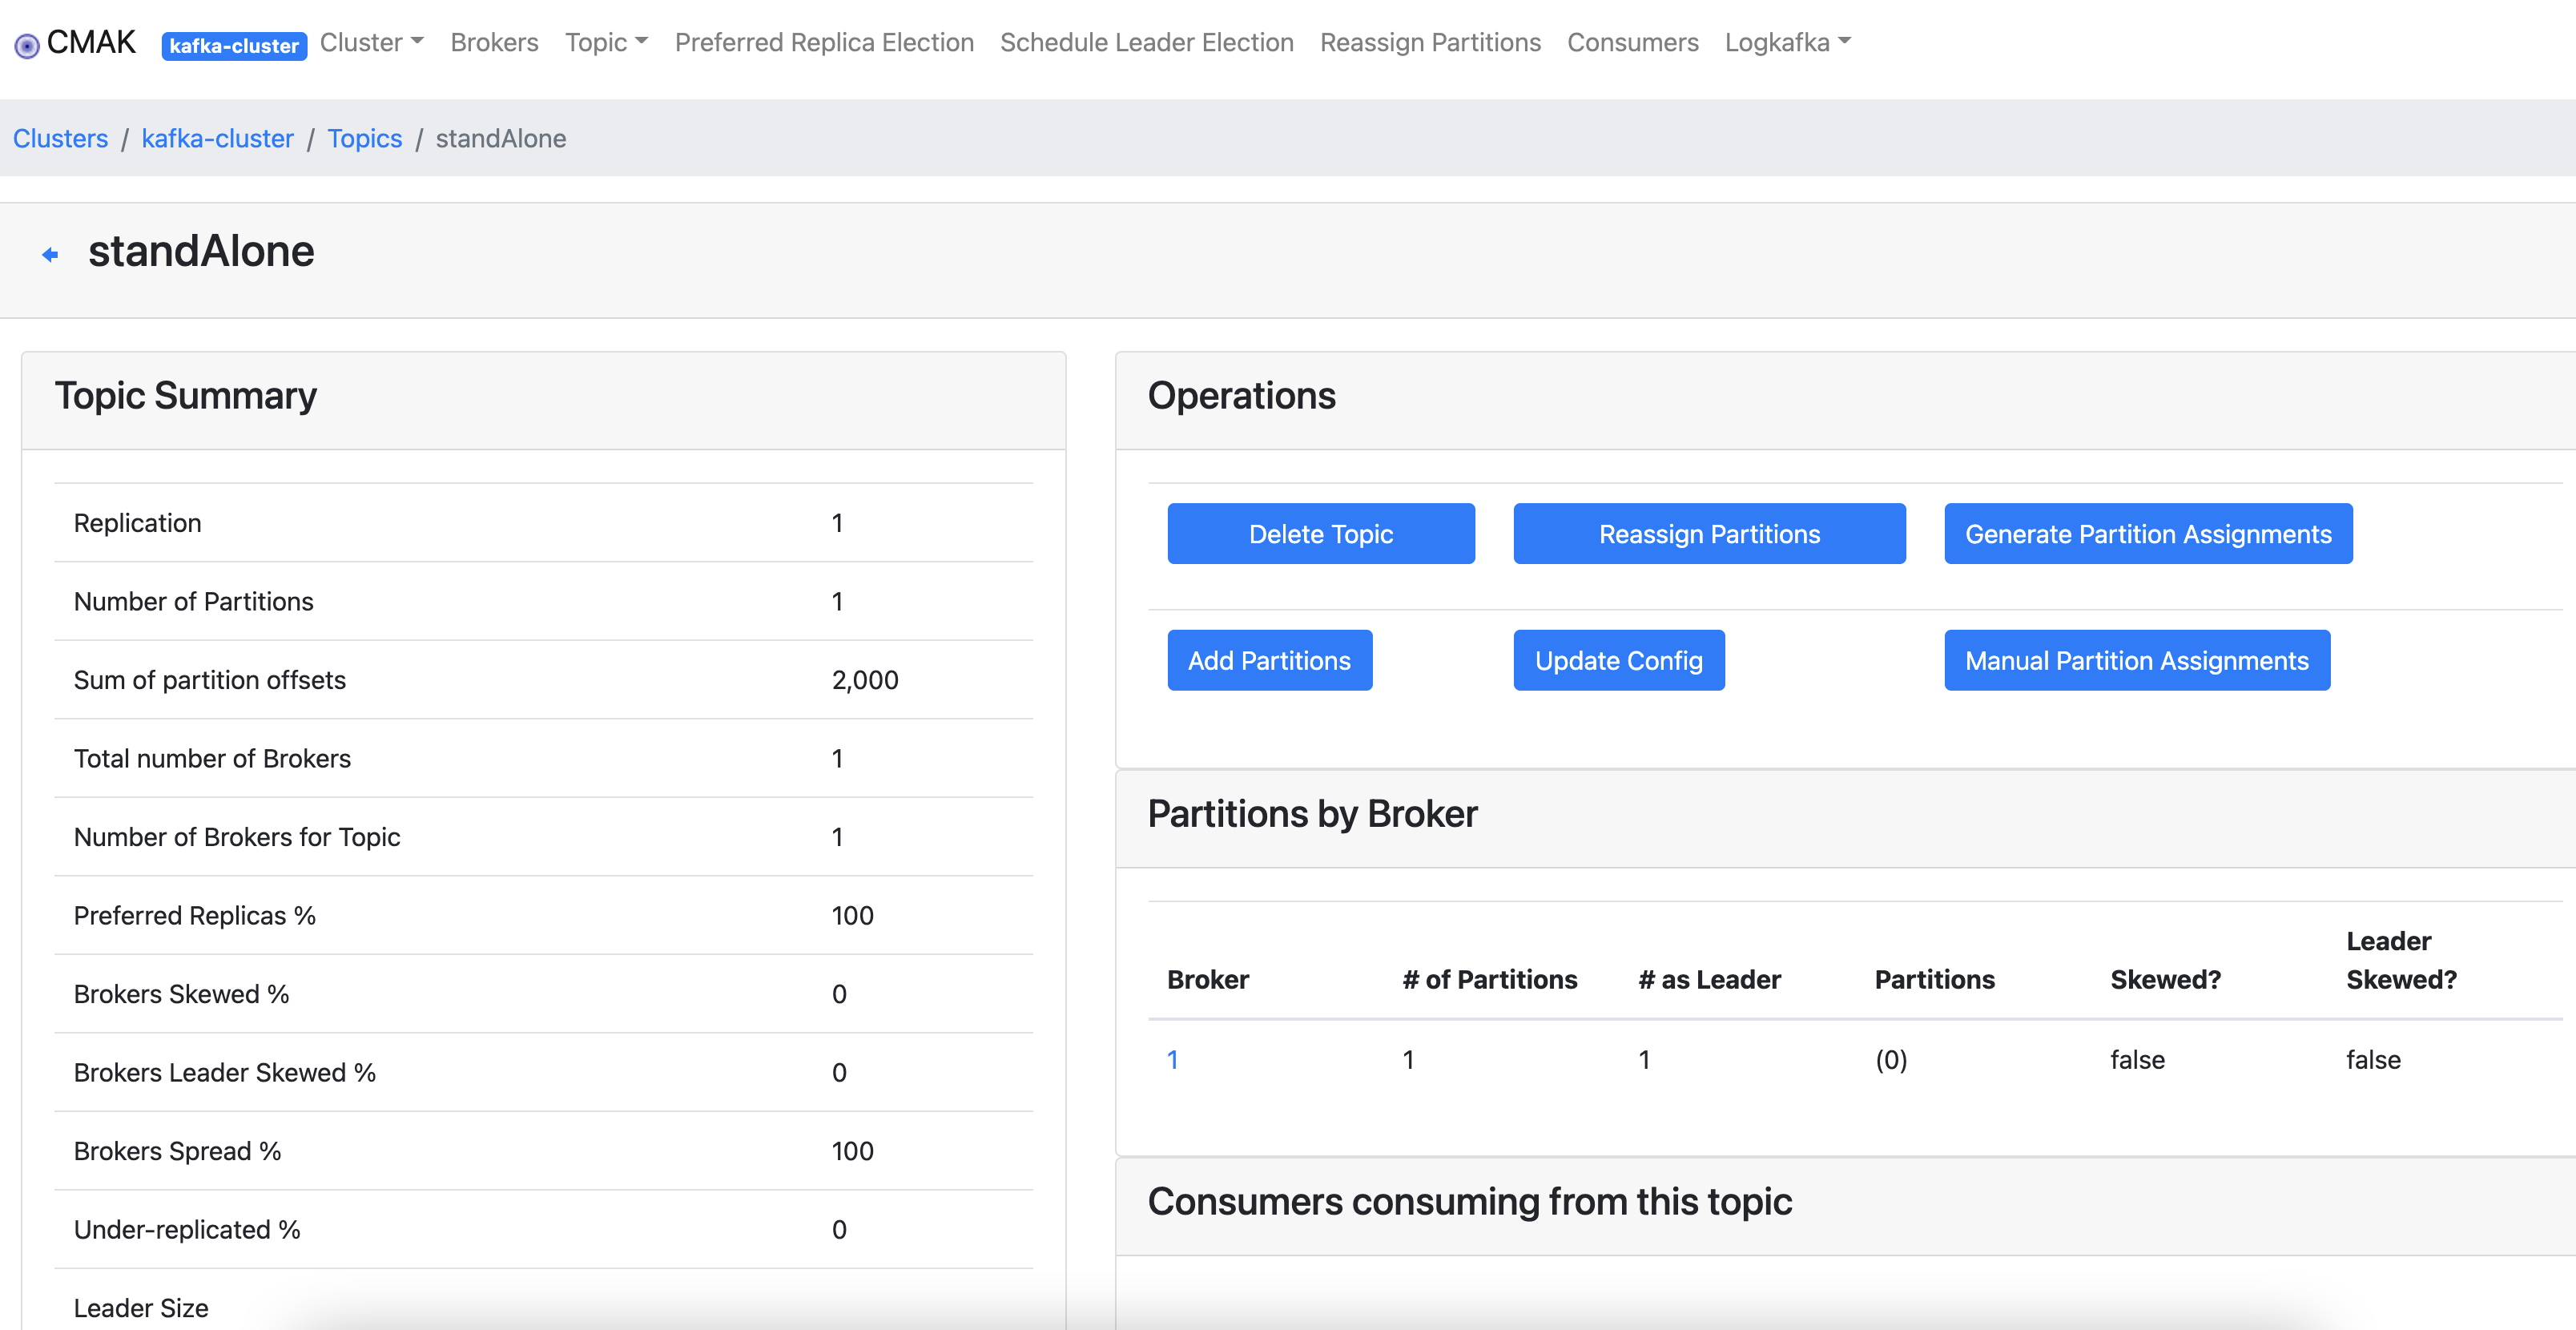 CMAK kafka-cluster Cluster Brokers Topic Preferred Replica Election Schedule Leader Election Reassign Partitions Consumers Logkafka
Clusters / kafka-cluster / Topics / standAlone
standAlone
Topic Summary
Replication 1
Number of Partitions 1
Sum of partition offsets 2,000
Total number of Brokers 1
Number of Brokers for Topic 1
Preferred Replicas % 100
Brokers Skewed % 0
Brokers Leader Skewed % 0
Brokers Spread % 100
Under-replicated % 0
Leader Size
Operations
Delete Topic Reassign Partitions Generate Partition Assignments
Add Partitions Update Config Manual Partition Assignments
Partitions by Broker
Broker # of Partitions # as Leader Partitions Skewed? Leader Skewed?
1 1 1 (0) false false
Consumers consuming from this topic